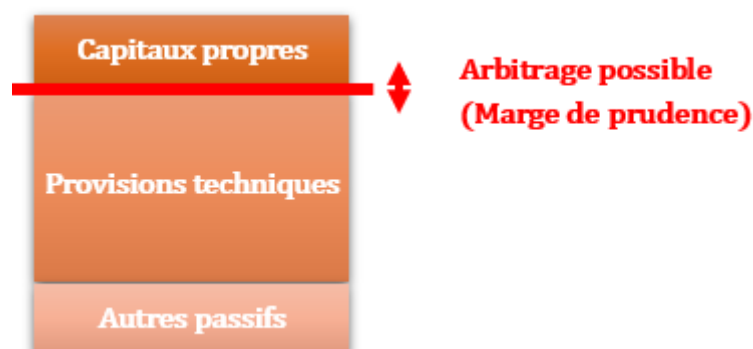 Capitaux propres
Arbitrage possible
(Marge de prudence)
Provisions techniques
Autres passifs